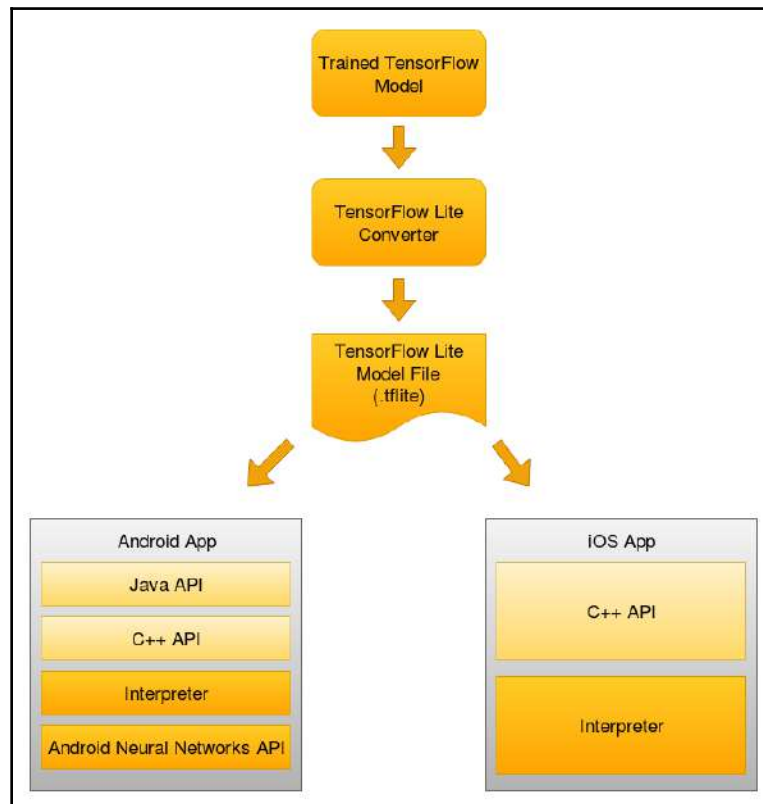 Trained TensorFlow
Model
TensorFlow Lite
Converter
TensorFlow Lite
Model File
(.tflite)
Android App
Java API
C++ API
Interpreter
Android Neural Networks API
iOS App
C++ API
Interpreter